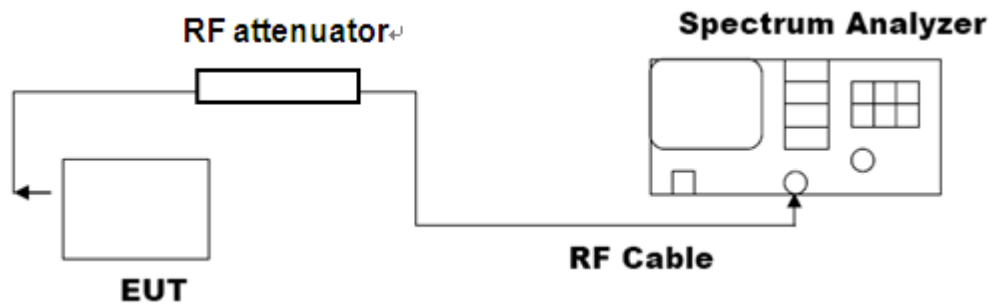 RF attenuator↵
Spectrum Analyzer
RF Cable
EUT